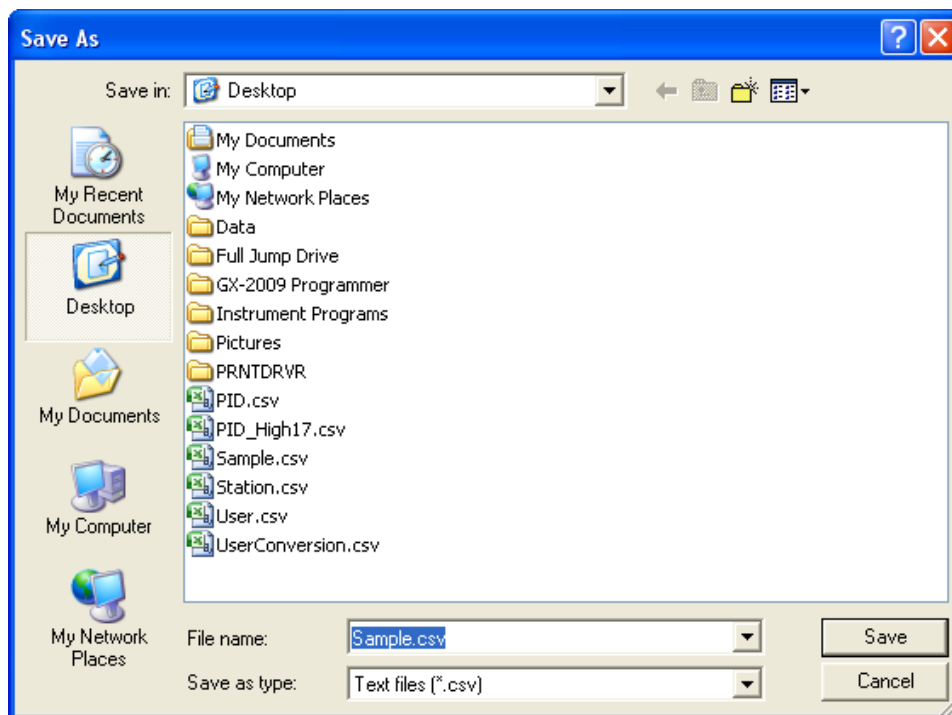 Save As
Save in:
Desktop
My Recent
Documents
Desktop
My Documents
My Computer
My Network
Places
My Documents
My Computer
My Network Places
Data
Full Jump Drive
GX-2009 Programmer
Instrument Programs
Pictures
PRNTDRVR
PID.csv
PID_High17.csv
Sample.csv
Station.csv
User.csv
UserConversion.csv
File name:
Sample.csv
Save
Save as type:
Text files (*.csv)
Cancel